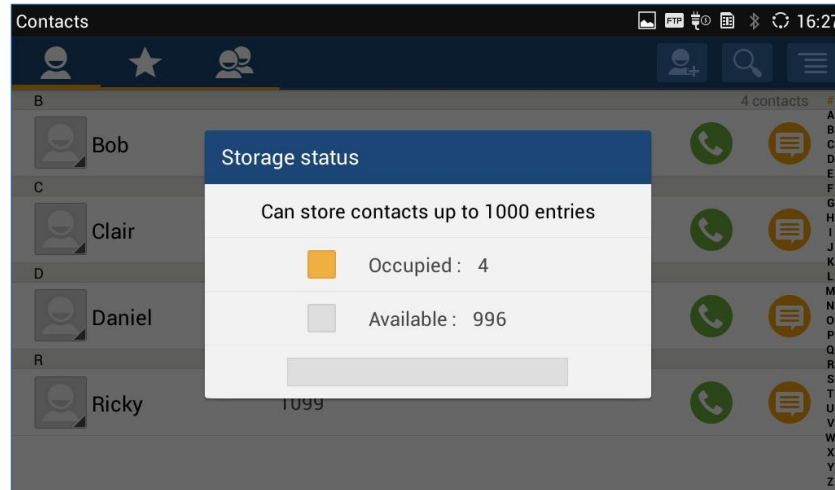 Contacts
FTP
16:27
B
4 contacts
#
Bob
Storage status
C
Can store contacts up to 1000 entries
Clair
Occupied : 4
D
Available : 996
Daniel
R
Ricky
1099
A
B
C
D
E
F
G
H
I
J
K
L
M
N
O
P
Q
R
S
T
U
V
W
X
Y
Z